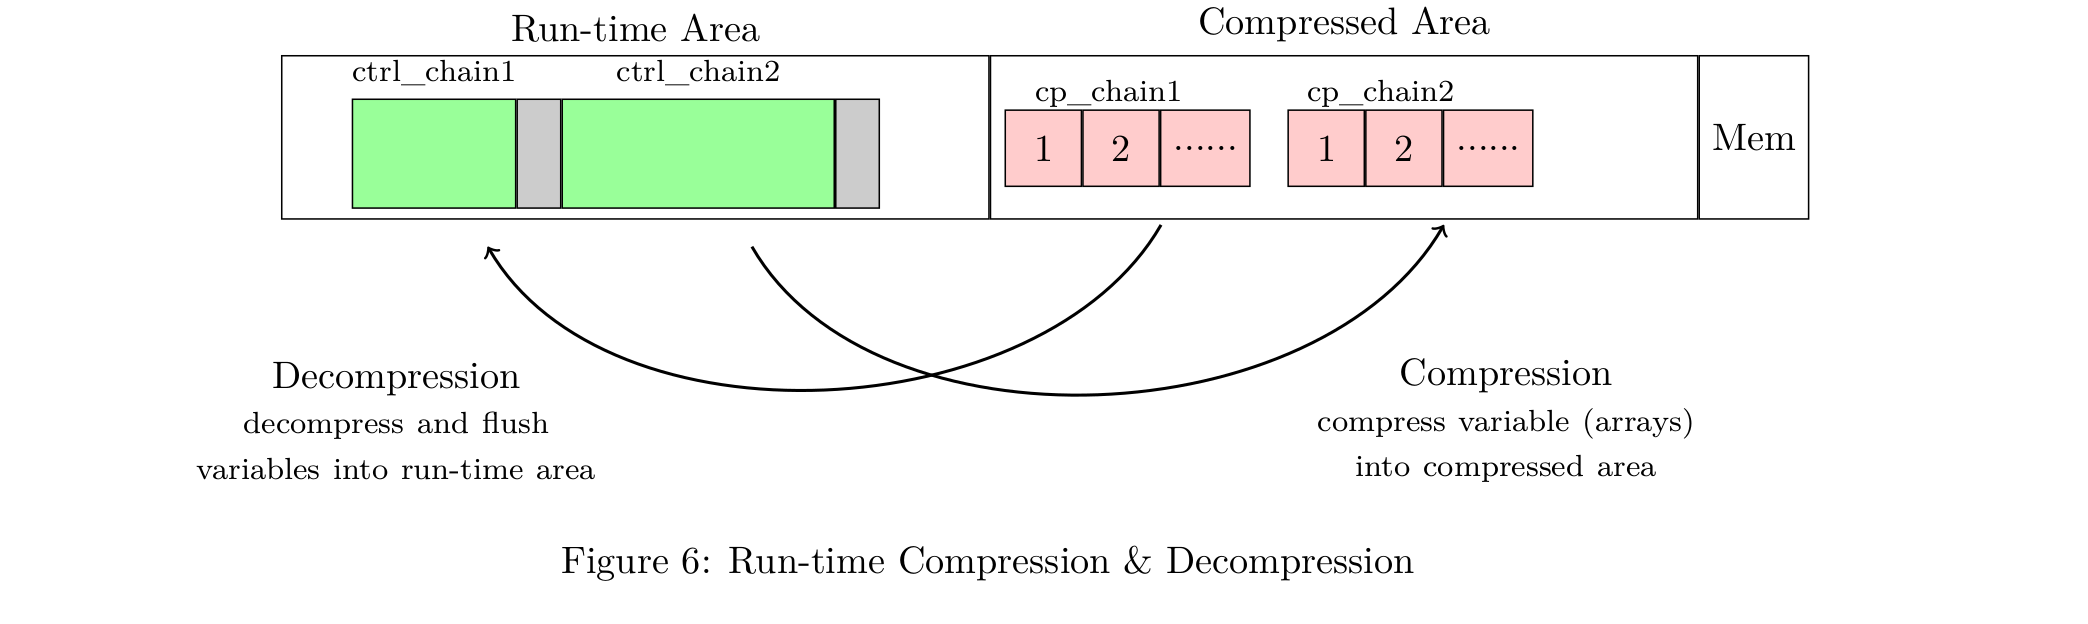 Run-time Area
Compressed Area
ctrl_chain1
ctrl_chain2
cp_chain1
cp_chain2
1
2
......
1
2
......
Mem
Decompression
decompress and flush
variables into run-time area
Compression
compress variable (arrays)
into compressed area
Figure 6: Run-time Compression & Decompression